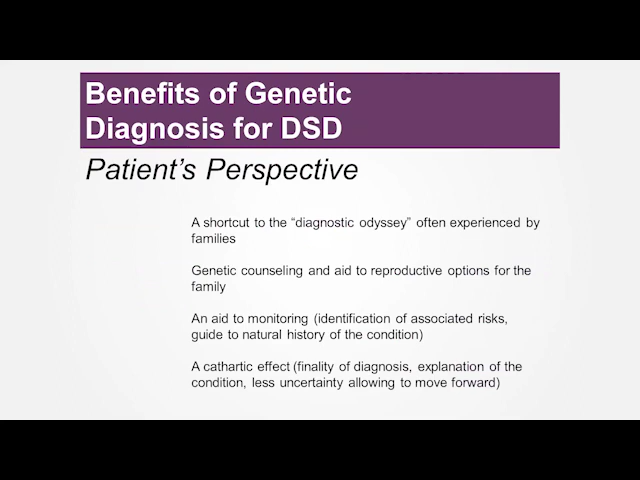 Benefits of Genetic
Diagnosis for DSD
Patient's Perspective
A shortcut to the “diagnostic odyssey” often experienced by
families
Genetic counseling and aid to reproductive options for the
family
An aid to monitoring (identification of associated risks,
guide to natural history of the condition)
A cathartic effect (finality of diagnosis, explanation of the
condition, less uncertainty allowing to move forward)